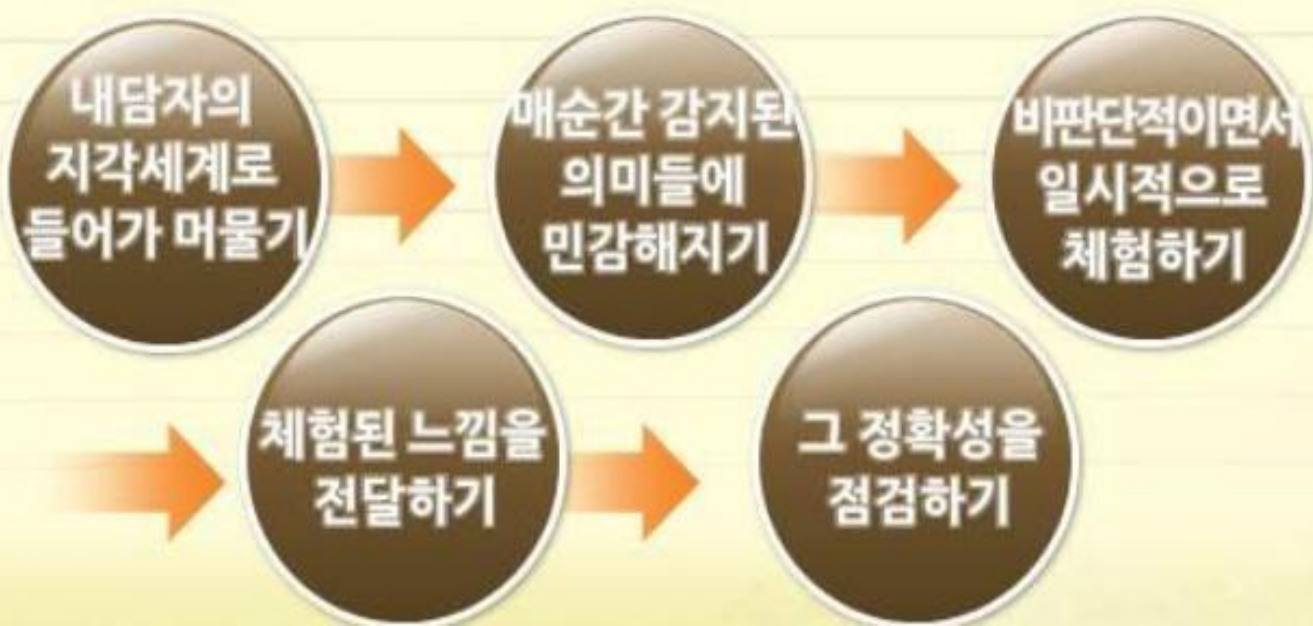 내담자의
지각세계로
들어가 머물기
매순간 감지된
의미들에
민감해지기
비판단적이면서
일시적으로
체험하기
체험된 느낌을
전달하기
그 정확성을
점검하기